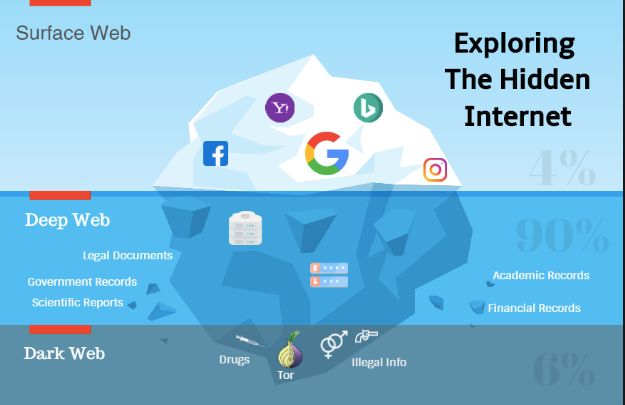 Surface Web
Exploring
The Hidden
Internet
Y!
4%
Deep Web
90%
Legal Documents
Government Records
Scientific Reports
Academic Records
Financial Records
Dark Web
Drugs
Tor
Illegal Info
6%